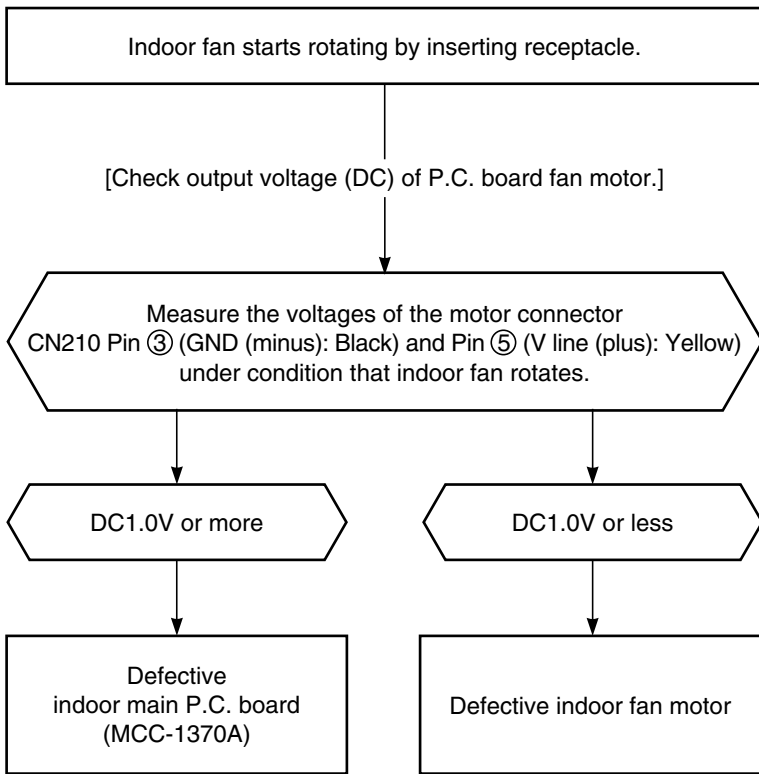 Indoor fan starts rotating by inserting receptacle.
[Check output voltage (DC) of P.C. board fan motor.]
Measure the voltages of the motor connector
CN210 Pin ③ (GND (minus): Black) and Pin ⑤ (V line (plus): Yellow)
under condition that indoor fan rotates.
DC1.0V or more
DC1.0V or less
Defective
indoor main P.C. board
(MCC-1370A)
Defective indoor fan motor